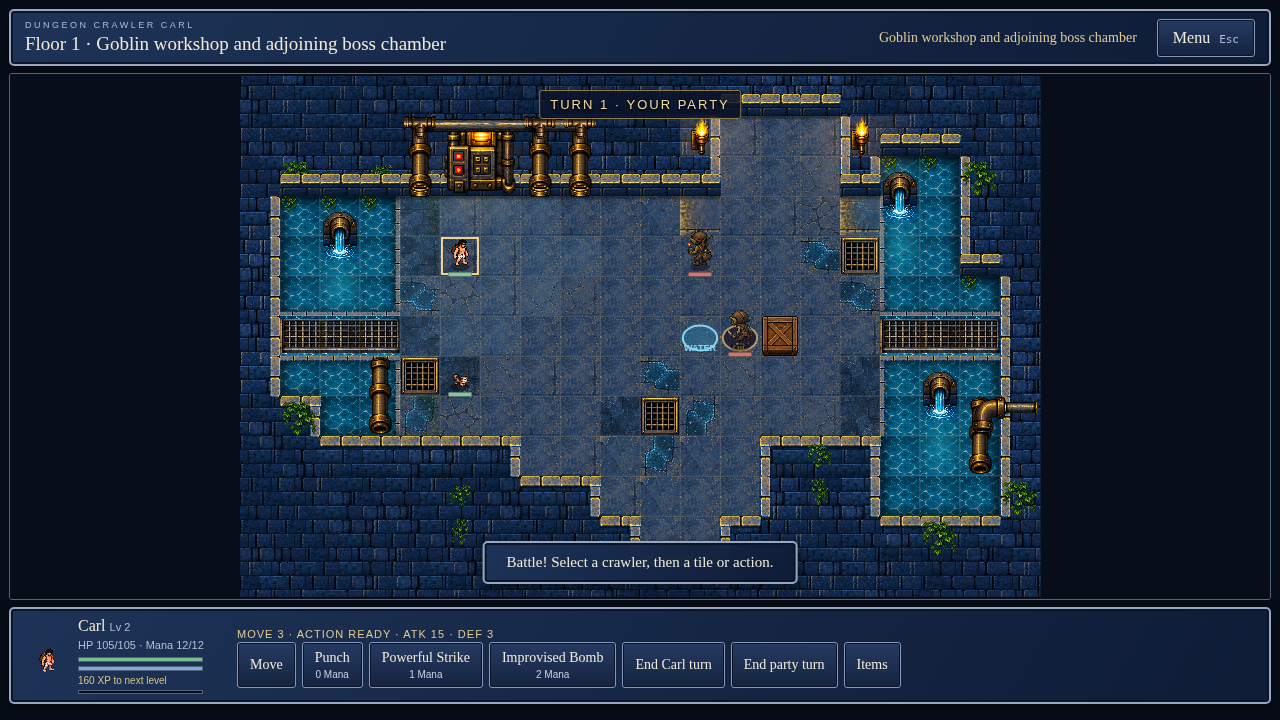 DUNGEON CRAWLER CARL
Floor 1 · Goblin workshop and adjoining boss chamber
Goblin workshop and adjoining boss chamber
Menu Esc
TURN 1 · YOUR PARTY
WATER
Battle! Select a crawler, then a tile or action.
Carl Lv 2
HP 105/105 · Mana 12/12
160 XP to next level
MOVE 3 · ACTION READY · ATK 15 · DEF 3
Move
Punch
0 Mana
Powerful Strike
1 Mana
Improvised Bomb
2 Mana
End Carl turn
End party turn
Items